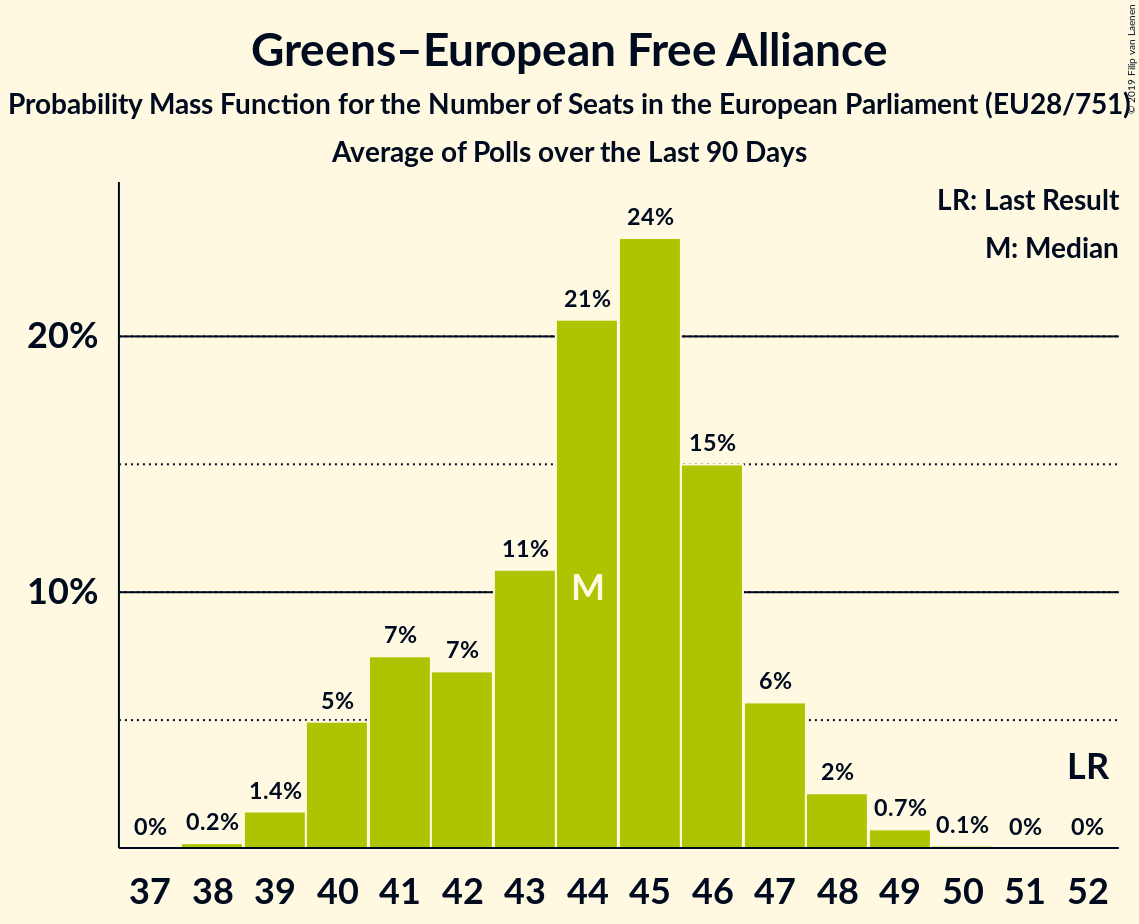 Greens–European Free Alliance
Probability Mass Function for the Number of Seats in the European Parliament (EU28/751)
Average of Polls over the Last 90 Days
© 2019 Filip van Laenen
LR: Last Result
M: Median
24%
21%
20%
15%
11%
10%
M
7%
7%
6%
5%
LR
2%
1.4%
0.7%
0% 0.2% 0.1% 0% 0%
37 38 39 40 41 42 43 44 45 46 47 48 49 50 51 52